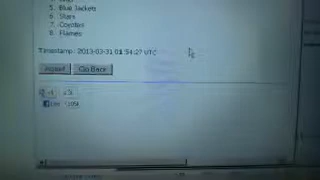 5. Blue Jackets
6. Stars
7. Coyotes
8. Flames
Timestamp: 2013-03-31 01:54:27 UTC
Go Back